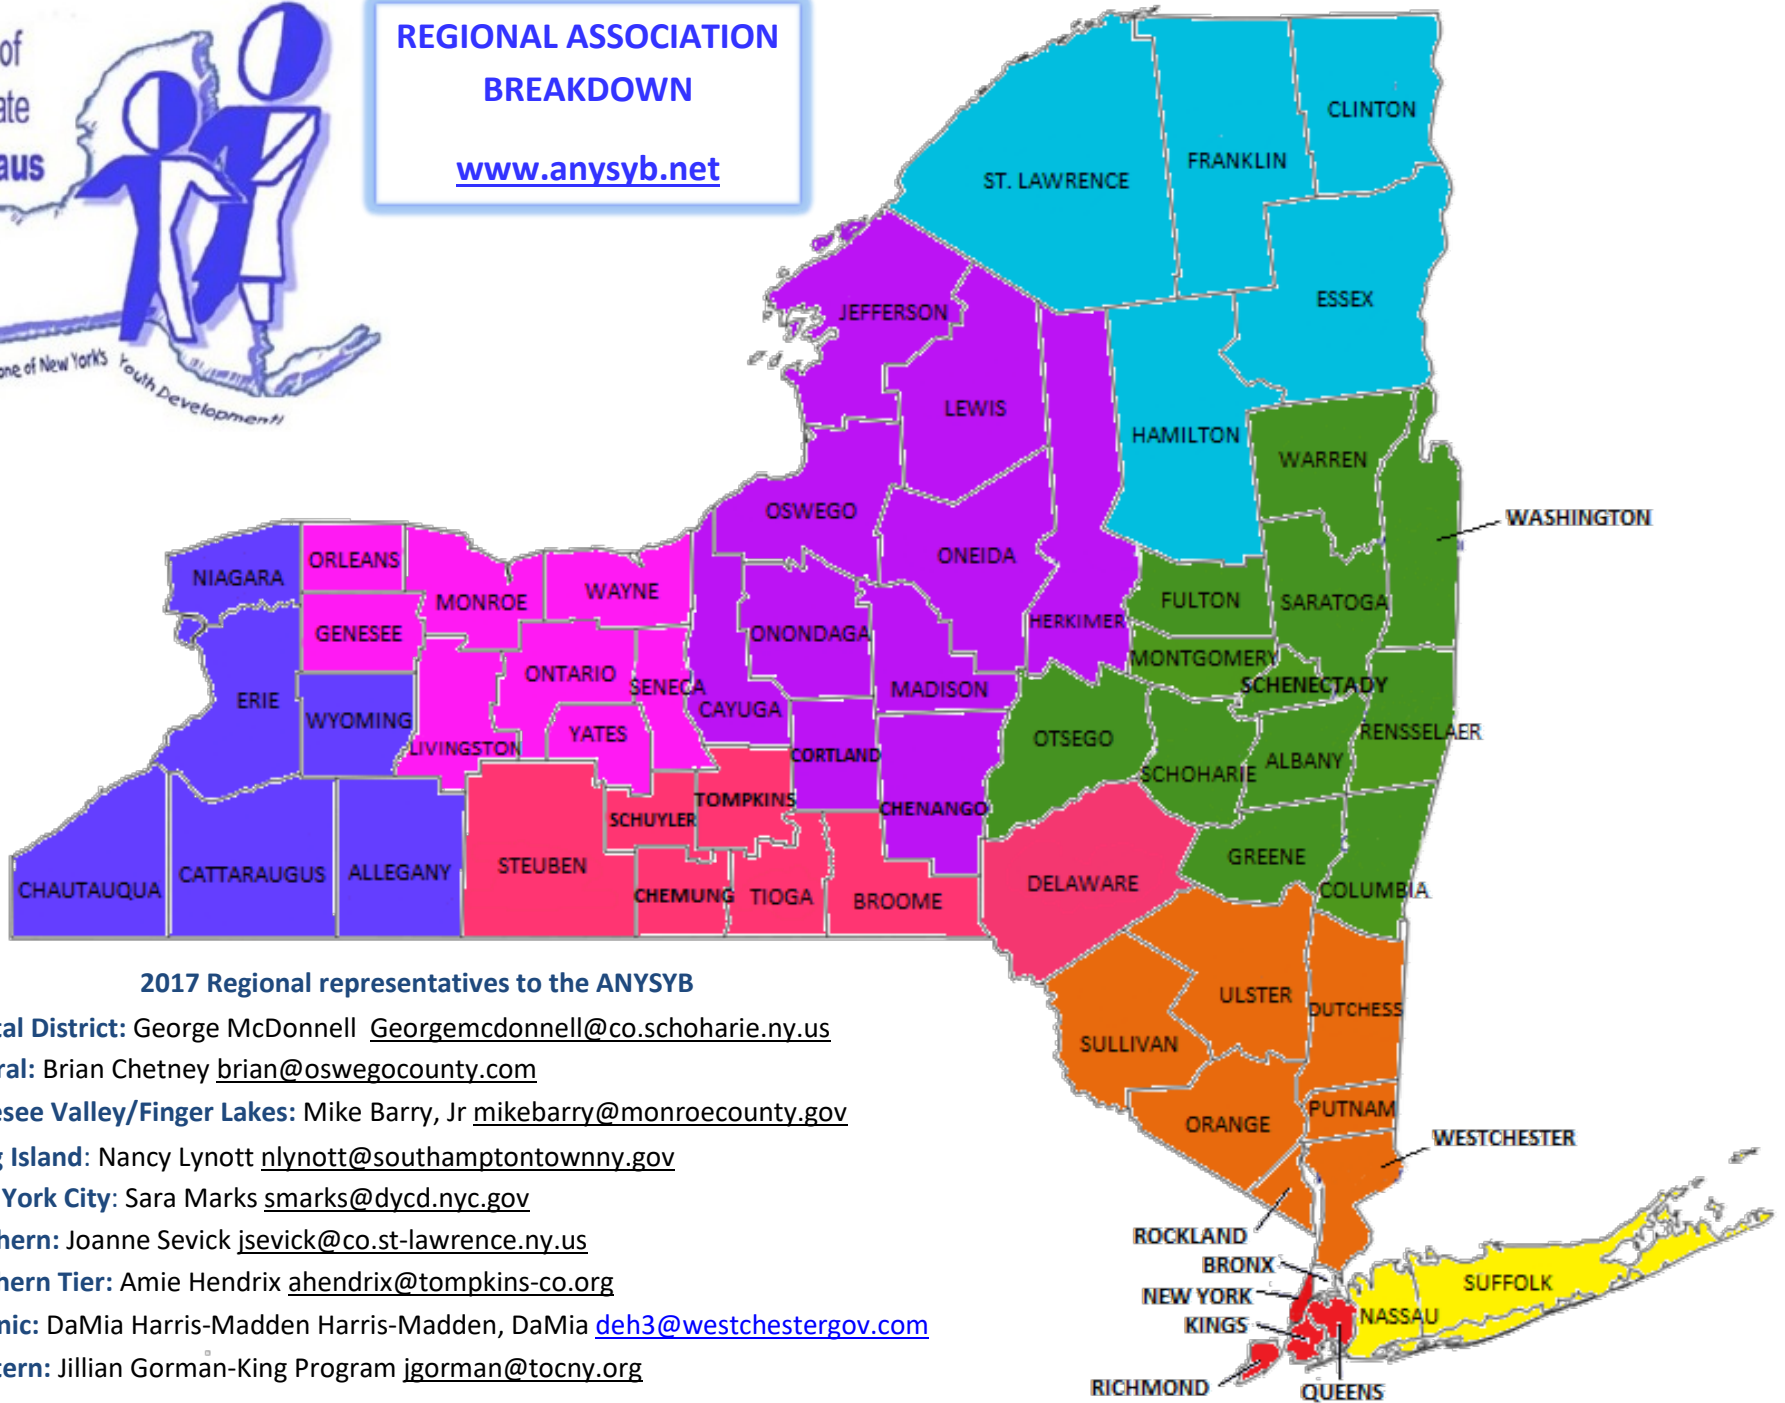 of
ate
aus
one of New York's Youth Development!
REGIONAL ASSOCIATION
BREAKDOWN
www.anysyb.net
CLINTON
FRANKLIN
ST. LAWRENCE
ESSEX
JEFFERSON
LEWIS
HAMILTON
WARREN
OSWEGO
WASHINGTON
ONEIDA
ORLEANS
NIAGARA
WAYNE
MONROE
FULTON
SARATOGA
HERKIMER
GENESEE
ONONDAGA
MONTGOMERY
ONTARIO
SENECA
SCHENECTADY
MADISON
ERIE
CAYUGA
WYOMING
YATES
RENSSELAER
OTSEGO
LIVINGSTON
CORTLAND
ALBANY
SCHOHARIE
TOMPKINS
CHENANGO
SCHUYLER
GREENE
STEUBEN
ALLEGANY
CATTARAUGUS
DELAWARE
CHAUTAUQUA
COLUMBIA
CHEMUNG
TIOGA
BROOME
ULSTER
DUTCHESS
SULLIVAN
PUTNAM
ORANGE
WESTCHESTER
ROCKLAND
BRONX
SUFFOLK
NEW YORK
NASSAU
KINGS
RICHMOND
QUEENS
2017 Regional representatives to the ANYSYB
tal District: George McDonnell Georgemcdonnell@co.schoharie.ny.us
ral: Brian Chetney brian@oswegocounty.com
esee Valley/Finger Lakes: Mike Barry, Jr mikebarry@monroecounty.gov
g Island: Nancy Lynott nlynott@southamptontownny.gov
York City: Sara Marks smarks@dycd.nyc.gov
hern: Joanne Sevick jsevick@co.st-lawrence.ny.us
hern Tier: Amie Hendrix ahendrix@tompkins-co.org
nic: DaMia Harris-Madden Harris-Madden, DaMia deh3@westchestergov.com
tern: Jillian Gorman-King Program jgorman@tocny.org